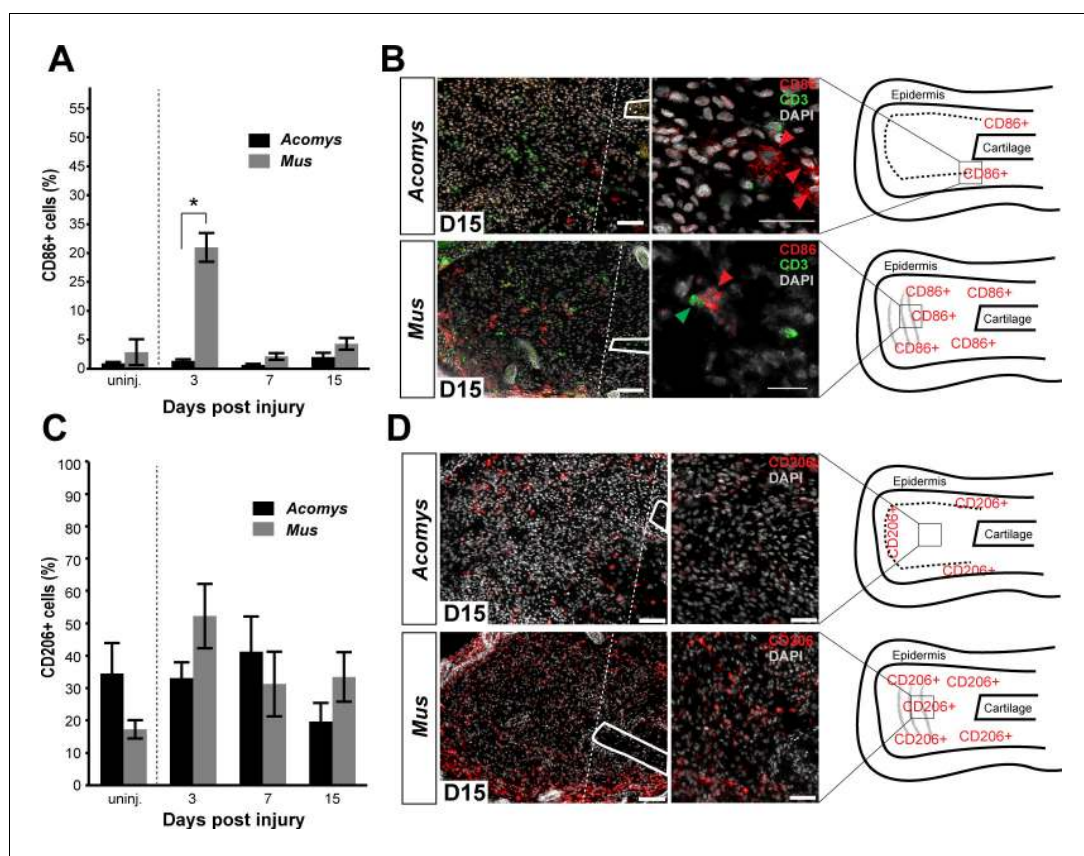 A
CD86+ cells (%)
55
50
40
35
30
20
15
10
5
0
Acomys
Mus
*
uninj.
3
7
15
Days post injury
B
Acomys
D15
CD86
CD3
DAPI
Epidermis
CD86+
Cartilage
CD86+
Mus
D15
CD86
CD3
DAPI
Epidermis
CD86+
CD86+
CD86+
Cartilage
CD86+
CD86+
C
CD206+ cells (%)
100
90
80
70
60
50
40
30
20
10
0
Acomys
Mus
uninj.
3
7
15
Days post injury
D
Acomys
D15
CD206
DAPI
Epidermis
CD206+
CD206+
Cartilage
CD206+
Mus
D15
CD206
DAPI
Epidermis
CD206+
CD206+
CD206+
Cartilage
CD206+
CD206+